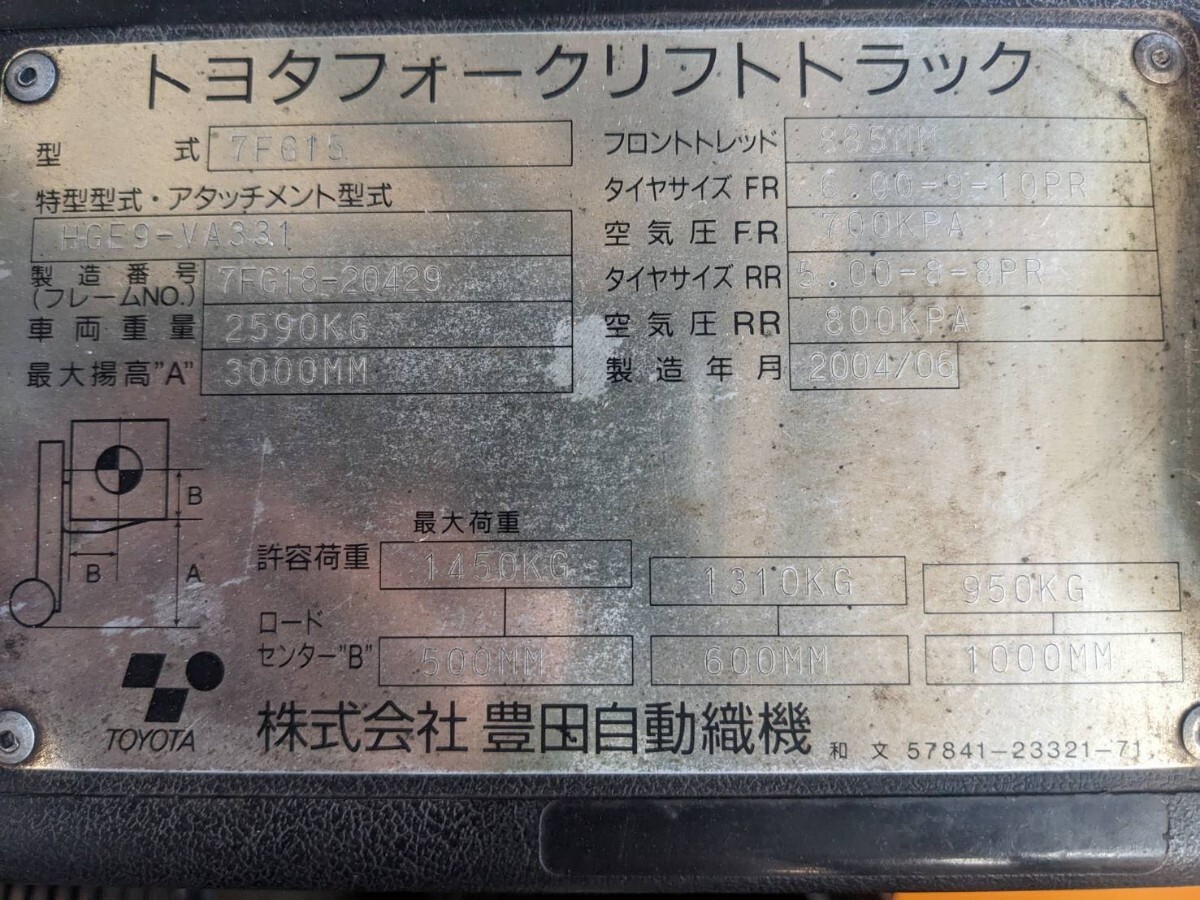 トヨタフォークリフトトラック
型 式 7FG15 フロントトレッド 885MM
特型型式・アタッチメント型式 タイヤサイズ FR 6.00-9-10PR
HGE9-VA331 空気圧 FR 700KPA
製造番号 (フレームNO.) 7FG18-20429 タイヤサイズ RR 5.00-8-8PR
車両重量 2590KG 空気圧 RR 800KPA
最大揚高"A" 3000MM 製造年月 2004/06
B
B A
最大荷重
許容荷重 1450KG 1310KG 950KG
ロード
センター"B" 500MM 600MM 1000MM
TOYOTA 株式会社 豊田自動織機 和文 57841-23321-71